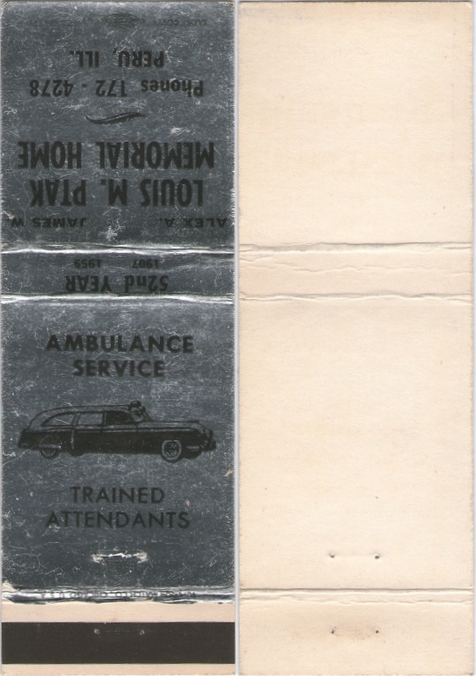 ALEX A. JAMES W.
LOUIS M. PTAK
MEMORIAL HOME
Phones 172 - 4278
PERU, ILL.
52nd YEAR
1907 1959
AMBULANCE
SERVICE
TRAINED
ATTENDANTS